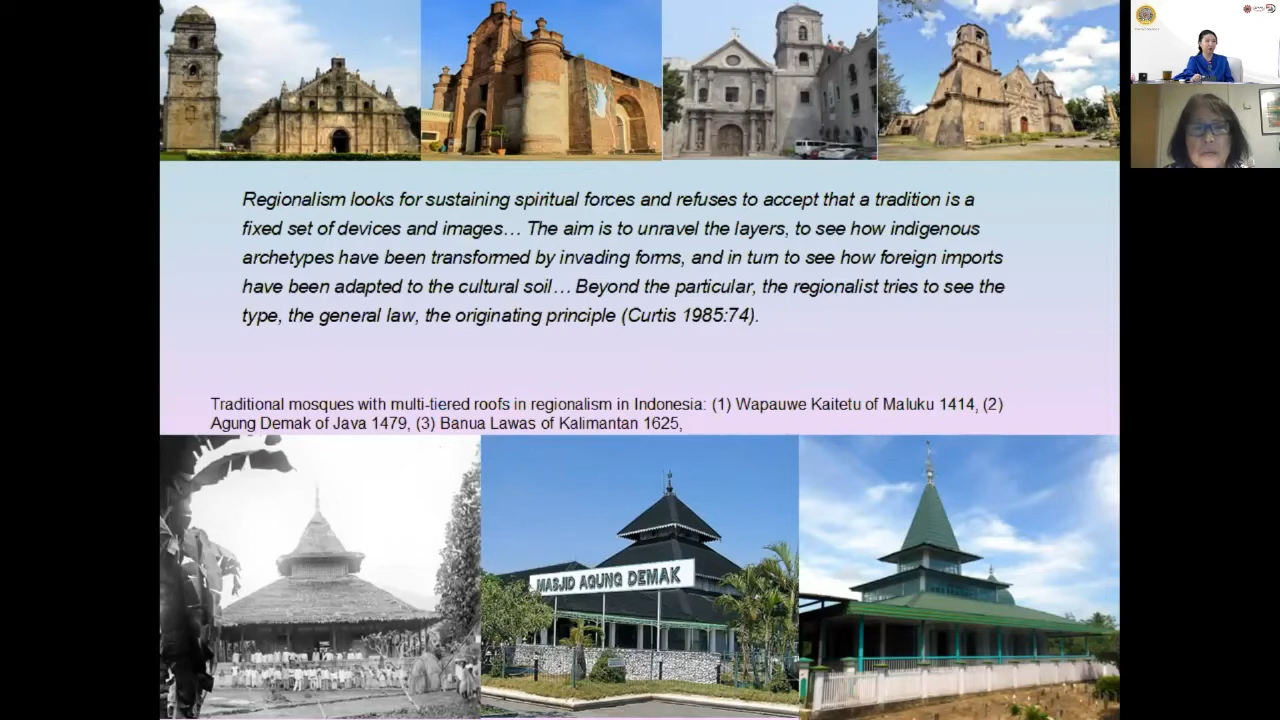 Regionalism looks for sustaining spiritual forces and refuses to accept that a tradition is a
fixed set of devices and images… The aim is to unravel the layers, to see how indigenous
archetypes have been transformed by invading forms, and in turn to see how foreign imports
have been adapted to the cultural soil… Beyond the particular, the regionalist tries to see the
type, the general law, the originating principle (Curtis 1985:74).
Traditional mosques with multi-tiered roofs in regionalism in Indonesia: (1) Wapauwe Kaitetu of Maluku 1414, (2)
Agung Demak of Java 1479, (3) Banua Lawas of Kalimantan 1625,
MASJID AGUNG DEMAK